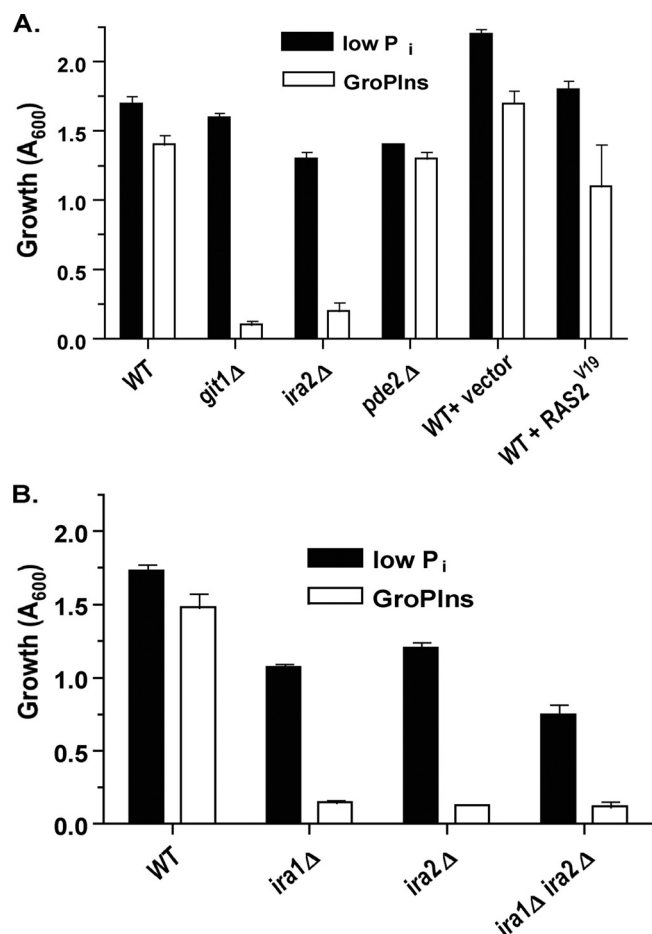 A.
low P i
GroPIns
Growth (A600)
2.0
1.5
1.0
0.5
0.0
WT
git1Δ
ira2Δ
pde2Δ
WT+ vector
WT + RAS2V19
B.
low P i
GroPIns
Growth (A600)
2.0
1.5
1.0
0.5
0.0
WT
ira1Δ
ira2Δ
ira1Δ ira2Δ